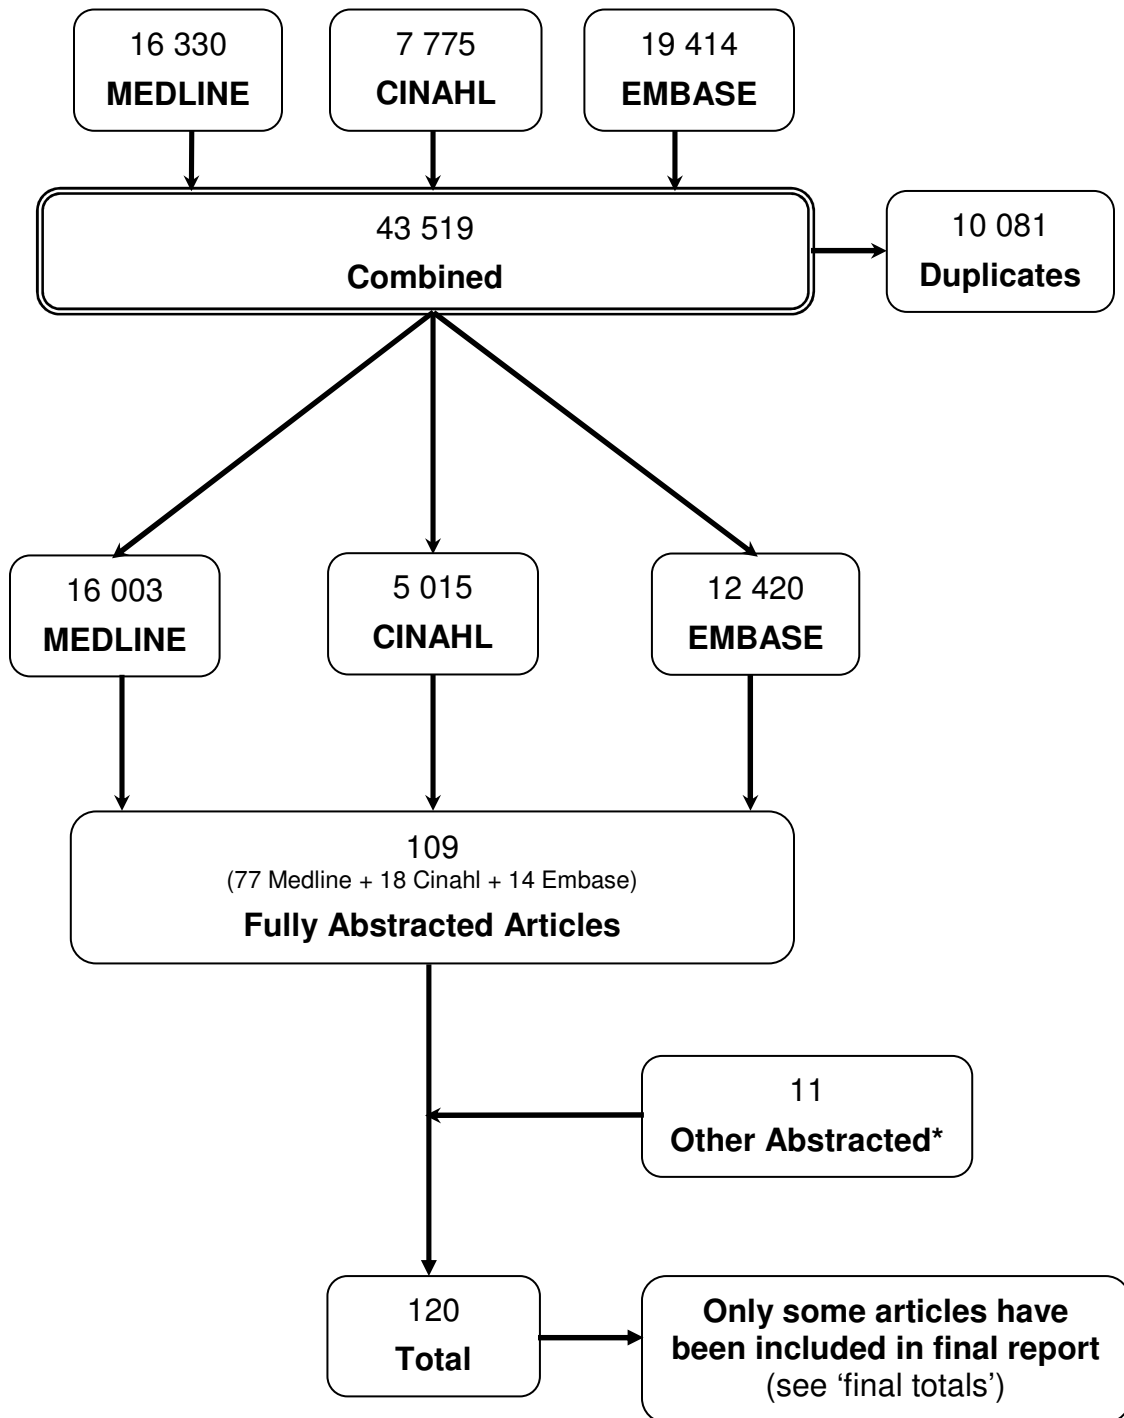 16 330
MEDLINE
7 775
CINAHL
19 414
EMBASE
43 519
Combined
10 081
Duplicates
16 003
MEDLINE
5 015
CINAHL
12 420
EMBASE
109
(77 Medline + 18 Cinahl + 14 Embase)
Fully Abstracted Articles
11
Other Abstracted*
120
Total
Only some articles have
been included in final report
(see ‘final totals’)